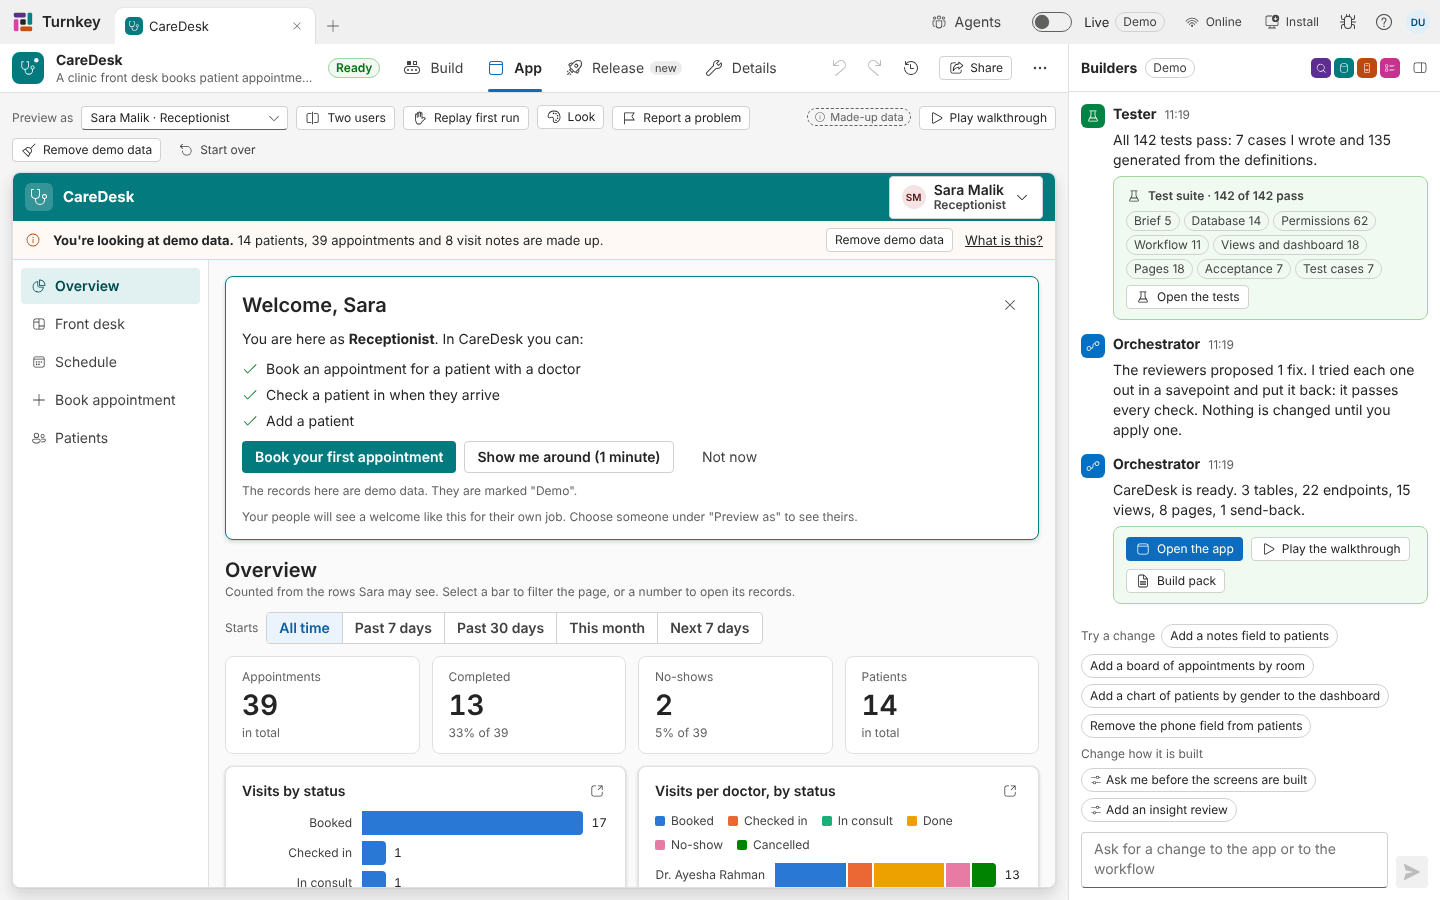 Turnkey
CareDesk
Agents
Live
Demo
Online
Install
DU
CareDesk
A clinic front desk books patient appointme...
Ready
Build
App
Release
new
Details
Share
Builders
Demo
Preview as
Sara Malik · Receptionist
Two users
Replay first run
Look
Report a problem
Made-up data
Play walkthrough
Remove demo data
Start over
CareDesk
SM
Sara Malik
Receptionist
You're looking at demo data. 14 patients, 39 appointments and 8 visit notes are made up.
Remove demo data
What is this?
Overview
Front desk
Schedule
Book appointment
Patients
Welcome, Sara
You are here as Receptionist. In CareDesk you can:
Book an appointment for a patient with a doctor
Check a patient in when they arrive
Add a patient
Book your first appointment
Show me around (1 minute)
Not now
The records here are demo data. They are marked "Demo".
Your people will see a welcome like this for their own job. Choose someone under "Preview as" to see theirs.
Overview
Counted from the rows Sara may see. Select a bar to filter the page, or a number to open its records.
Starts
All time
Past 7 days
Past 30 days
This month
Next 7 days
Appointments
39
in total
Completed
13
33% of 39
No-shows
2
5% of 39
Patients
14
in total
Visits by status
Booked 17
Checked in 1
In consult 1
Visits per doctor, by status
Booked Checked in In consult Done
No-show Cancelled
Dr. Ayesha Rahman 13
Tester 11:19
All 142 tests pass: 7 cases I wrote and 135
generated from the definitions.
Test suite · 142 of 142 pass
Brief 5 Database 14 Permissions 62
Workflow 11 Views and dashboard 18
Pages 18 Acceptance 7 Test cases 7
Open the tests
Orchestrator 11:19
The reviewers proposed 1 fix. I tried each one
out in a savepoint and put it back: it passes
every check. Nothing is changed until you
apply one.
Orchestrator 11:19
CareDesk is ready. 3 tables, 22 endpoints, 15
views, 8 pages, 1 send-back.
Open the app
Play the walkthrough
Build pack
Try a change
Add a notes field to patients
Add a board of appointments by room
Add a chart of patients by gender to the dashboard
Remove the phone field from patients
Change how it is built
Ask me before the screens are built
Add an insight review
Ask for a change to the app or to the
workflow